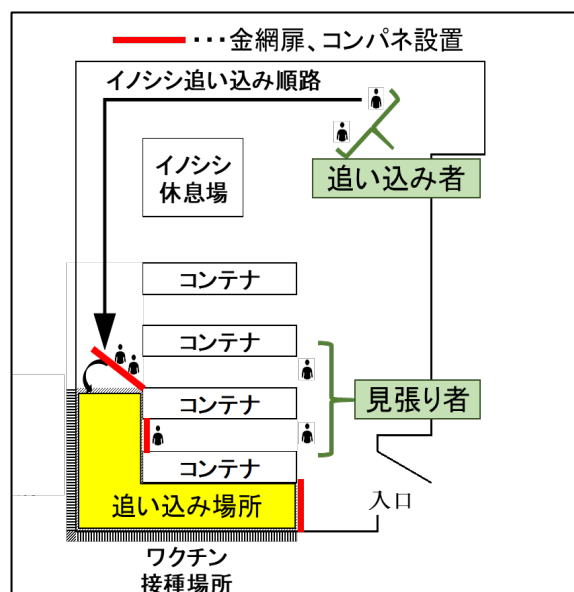 ･･･金網扉、コンパネ設置
イノシシ追い込み順路
イノシシ
休息場
追い込み者
コンテナ
コンテナ
コンテナ
見張り者
コンテナ
入口
追い込み場所
ワクチン
接種場所